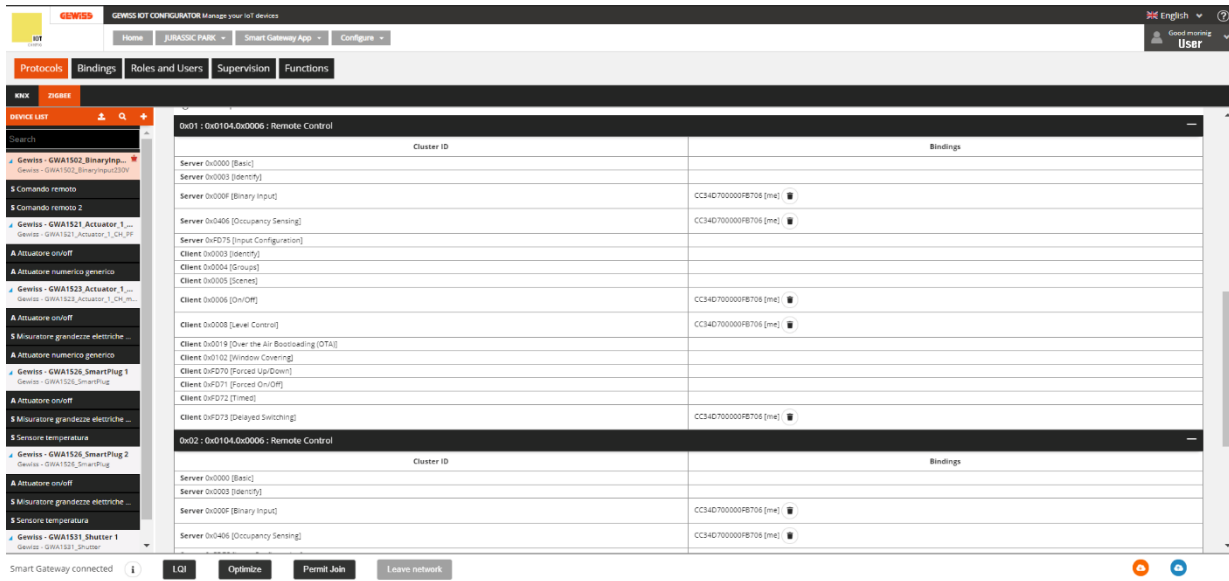 GEWISS GEWISS IOT CONFIGURATOR Manage your IoT devices English
IOT
Home JURASSIC PARK Smart Gateway App Configure
Good morinig
User
Protocols Bindings Roles and Users Supervision Functions
KNX ZIGBEE
DEVICE LIST
Search
Gewiss - GWA1502_BinaryInp...
Gewiss - GWA1502_BinaryInput230V
S Comando remoto
S Comando remoto 2
Gewiss - GWA1521_Actuator_1_...
Gewiss - GWA1521_Actuator_1_CH_PF
A Attuatore on/off
A Attuatore numerico generico
Gewiss - GWA1523_Actuator_1_...
Gewiss - GWA1523_Actuator_1_CH_m...
A Attuatore on/off
S Misuratore grandezze elettriche ...
A Attuatore numerico generico
Gewiss - GWA1526_SmartPlug 1
Gewiss - GWA1526_SmartPlug
A Attuatore on/off
S Misuratore grandezze elettriche ...
S Sensore temperatura
Gewiss - GWA1526_SmartPlug 2
Gewiss - GWA1526_SmartPlug
A Attuatore on/off
S Misuratore grandezze elettriche ...
S Sensore temperatura
Gewiss - GWA1531_Shutter 1
Gewiss - GWA1531_Shutter
0x01 : 0x0104.0x0006 : Remote Control
Cluster ID Bindings
Server 0x0000 [Basic]
Server 0x0003 [Identify]
Server 0x000F [Binary Input] CC34D700000FB706 [me]
Server 0x0406 [Occupancy Sensing] CC34D700000FB706 [me]
Server 0xFD75 [Input Configuretion]
Client 0x0003 [Identify]
Client 0x0004 [Groups]
Client 0x0005 [Scenes]
Client 0x0006 [On/Off] CC34D700000FB706 [me]
Client 0x0008 [Level Control] CC34D700000FB706 [me]
Client 0x0019 [Over the Air Bootloading (OTA)]
Client 0x0102 [Window Covering]
Client 0xFD70 [Forced Up/Down]
Client 0xFD71 [Forced On/Off]
Client 0xFD72 [Timed]
Client 0xFD73 [Delayed Switching] CC34D700000FB706 [me]
0x02 : 0x0104.0x0006 : Remote Control
Cluster ID Bindings
Server 0x0000 [Basic]
Server 0x0003 [Identify]
Server 0x000F [Binary Input] CC34D700000FB706 [me]
Server 0x0406 [Occupancy Sensing] CC34D700000FB706 [me]
Smart Gateway connected i LQI Optimize Permit Join Leave network